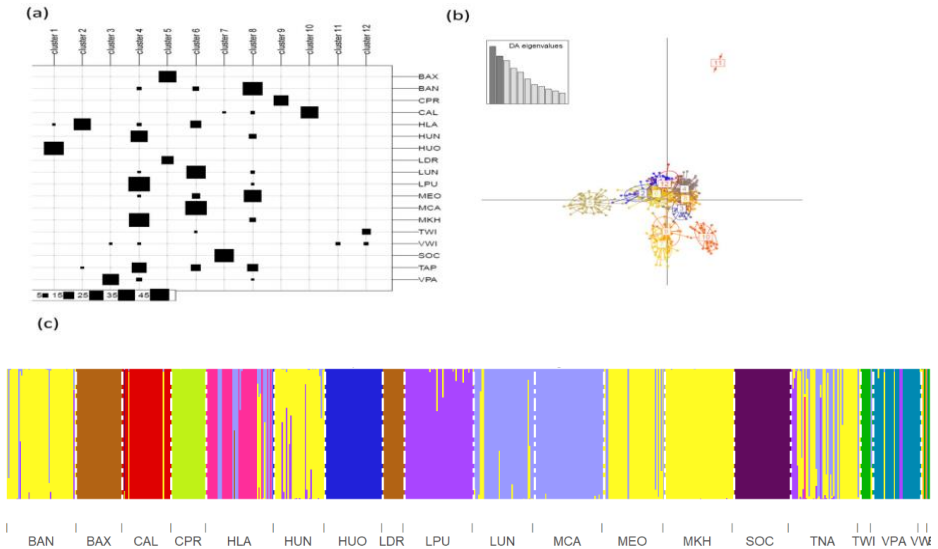 (a)
cluster 1
cluster 2
cluster 3
cluster 4
cluster 5
cluster 6
cluster 7
cluster 8
cluster 9
cluster 10
cluster 11
cluster 12
BAX
BAN
CPR
CAL
HLA
HUN
HUO
LDR
LUN
LPU
MEO
MCA
MKH
TWI
VWI
SOC
TAP
VPA
5 15 25 35 45
(b)
DA eigenvalues
11
(c)
BAN BAX CAL CPR HLA HUN HUO LDR LPU LUN MCA MEO MKH SOC TNA TWI VPA